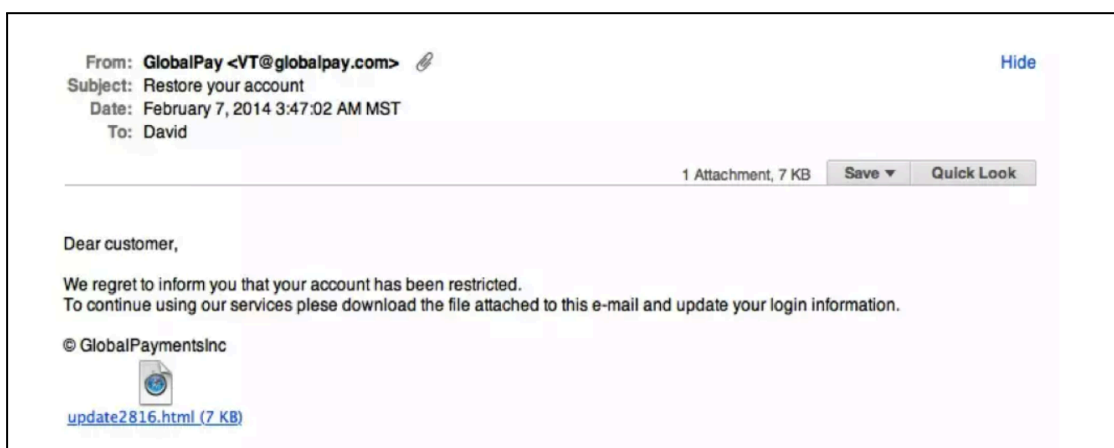 From: GlobalPay <VT@globalpay.com> Hide
Subject: Restore your account
Date: February 7, 2014 3:47:02 AM MST
To: David
1 Attachment, 7 KB Save ▼ Quick Look
Dear customer,
We regret to inform you that your account has been restricted.
To continue using our services plese download the file attached to this e-mail and update your login information.
© GlobalPaymentsInc
update2816.html (7 KB)